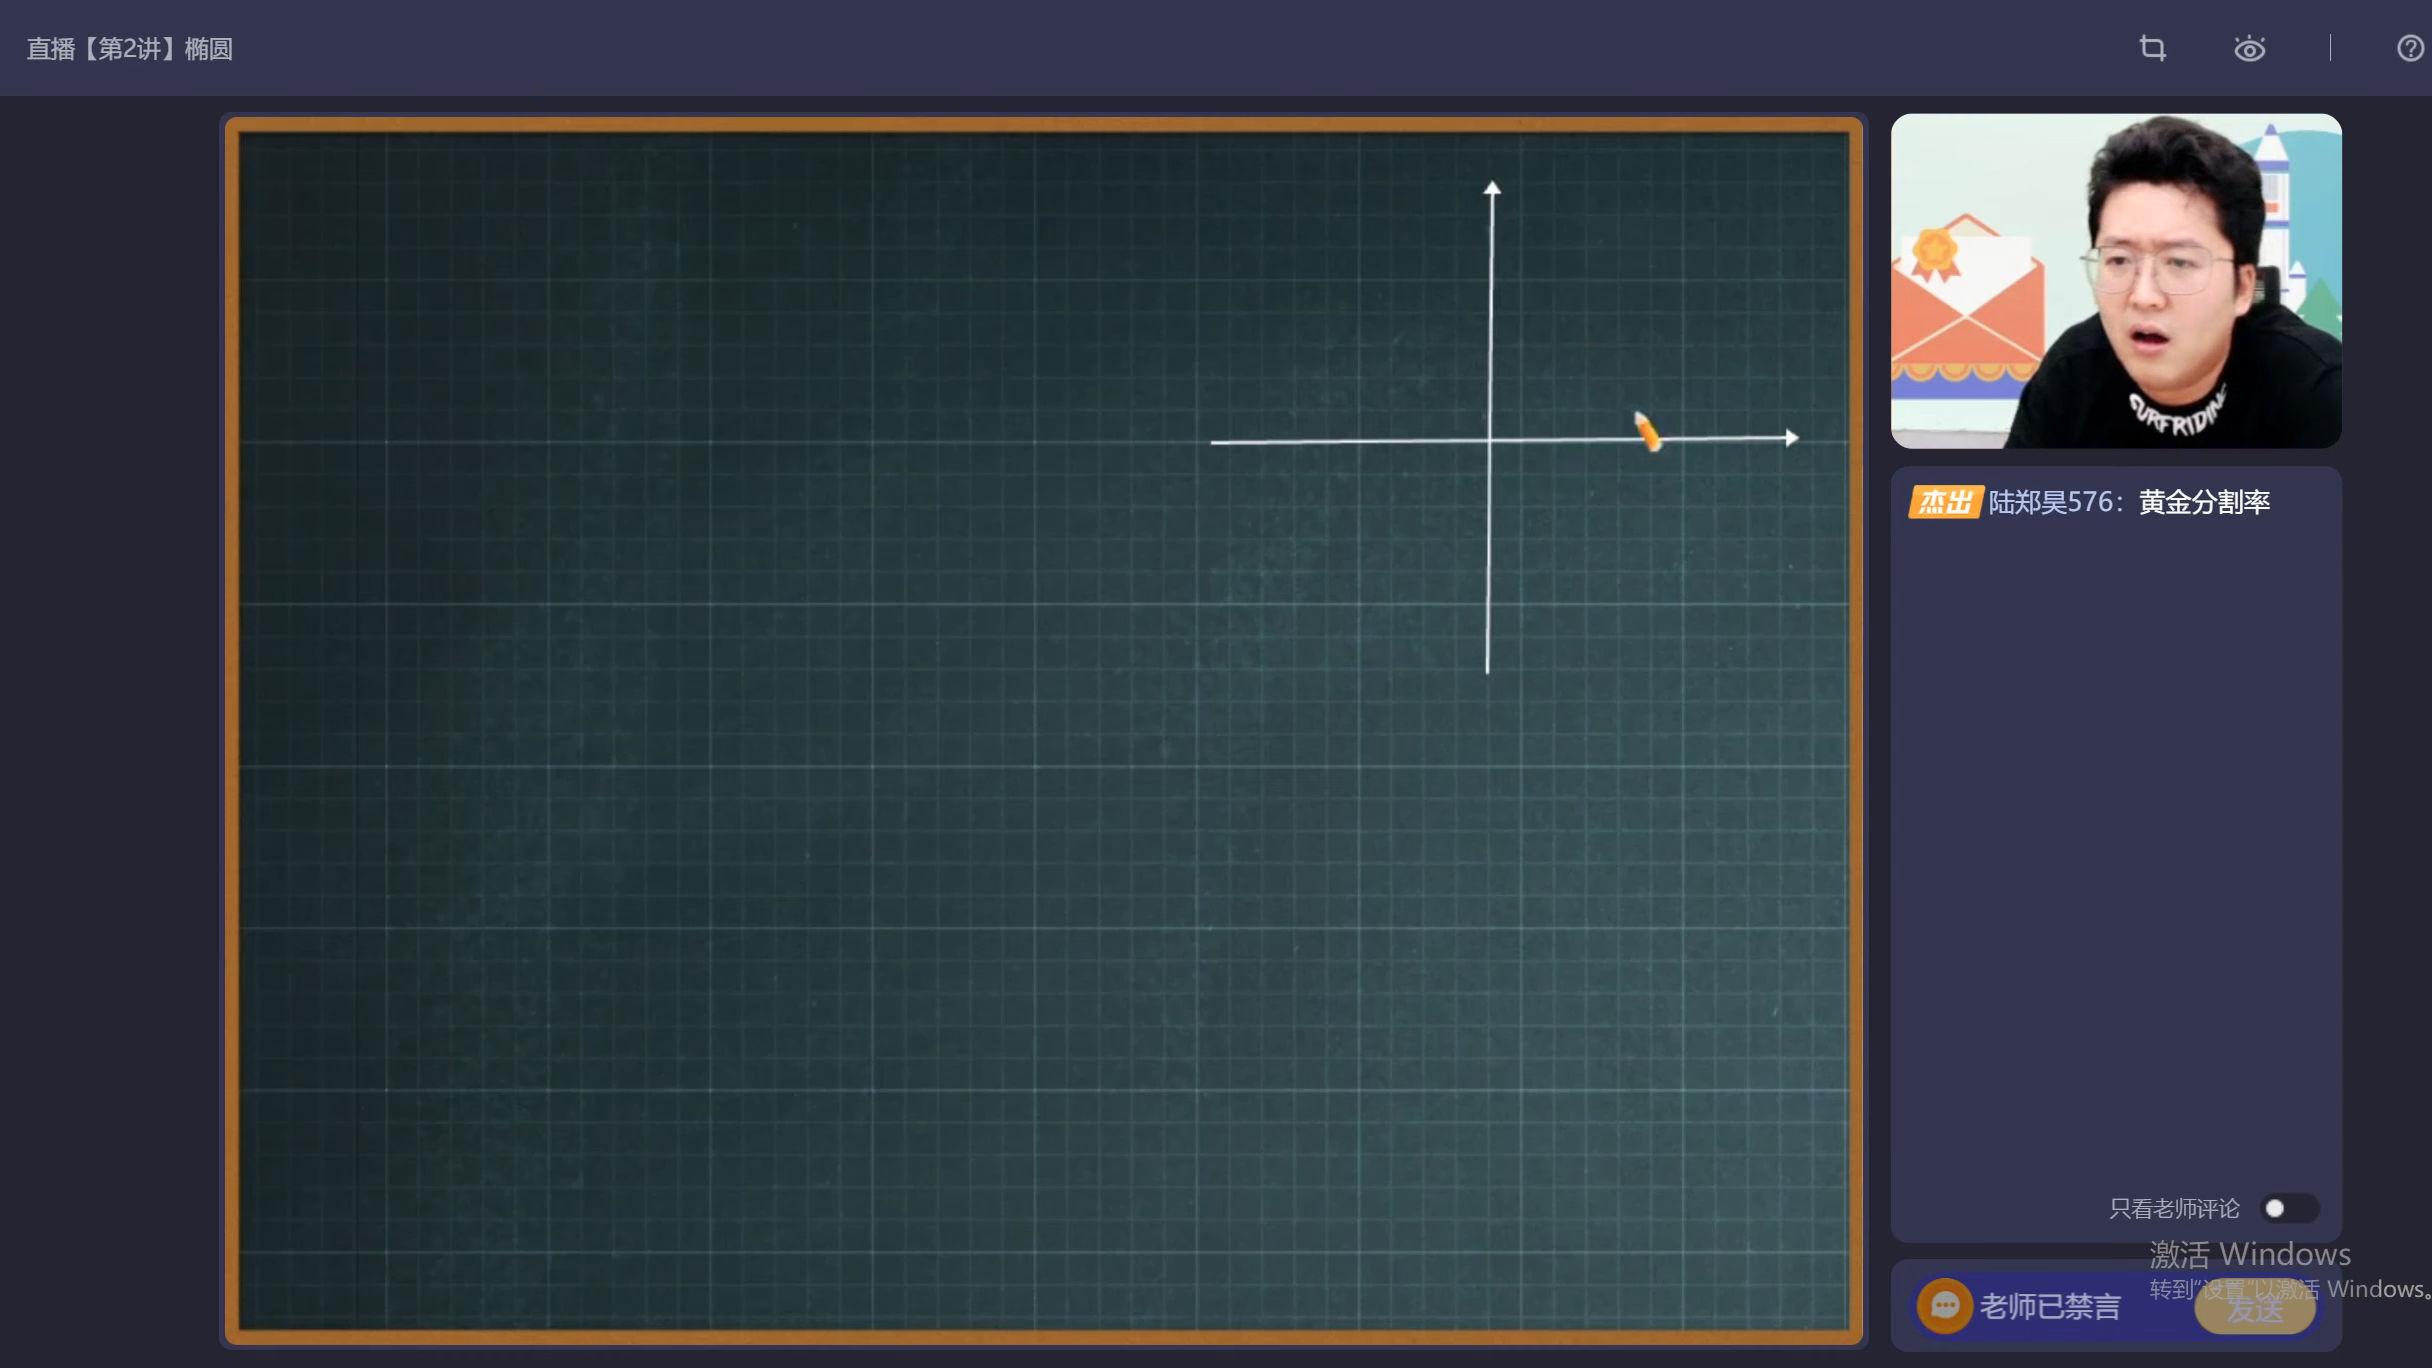 直播【第2讲】椭圆
SURFRIDING
杰出 陆郑昊576：黄金分割率
只看老师评论
激活 Windows
转到“设置”以激活 Windows。
老师已禁言
发送